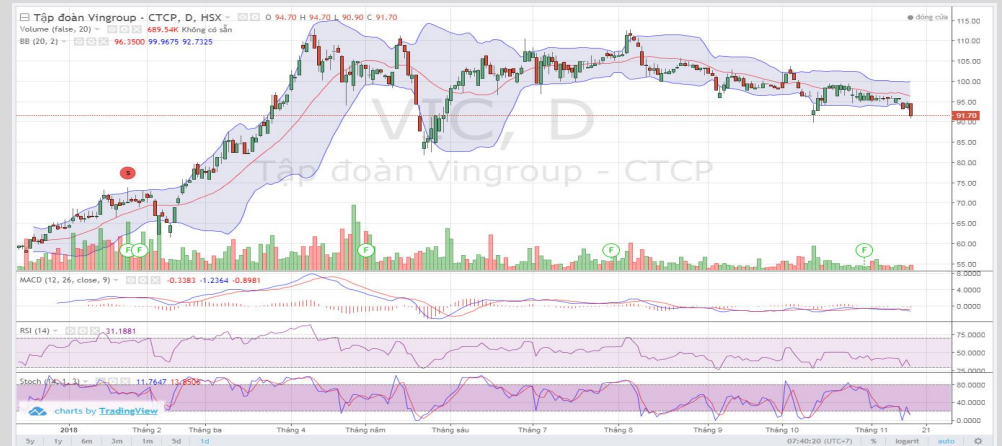 Tập đoàn Vingroup - CTCP, D, HSX O 94.70 H 94.70 L 90.90 C 91.70
đóng cửa
Volume (false, 20) 689.54K Không có sẵn
BB (20, 2) 96.3500 99.9675 92.7325
115.00
110.00
105.00
100.00
95.00
91.70
90.00
85.00
80.00
75.00
70.00
65.00
60.00
55.00
VIC, D
Tập đoàn Vingroup - CTCP
S
F F F F F
MACD (12, 26, close, 9) -0.3383 -1.2364 -0.8981
8.0000
4.0000
0.0000
RSI (14) 31.1881
75.0000
50.0000
Stoch (14, 1, 3) 11.7647 13.8506
80.0000
40.0000
0.0000
charts by TradingView
2018 Tháng 2 Tháng ba Tháng 4 Tháng năm Tháng sáu Tháng 7 Tháng 8 Tháng 9 Tháng 10 Tháng 11 21
5y 1y 6m 3m 1m 5d 1d 07:40:20 (UTC+7) % logarit auto